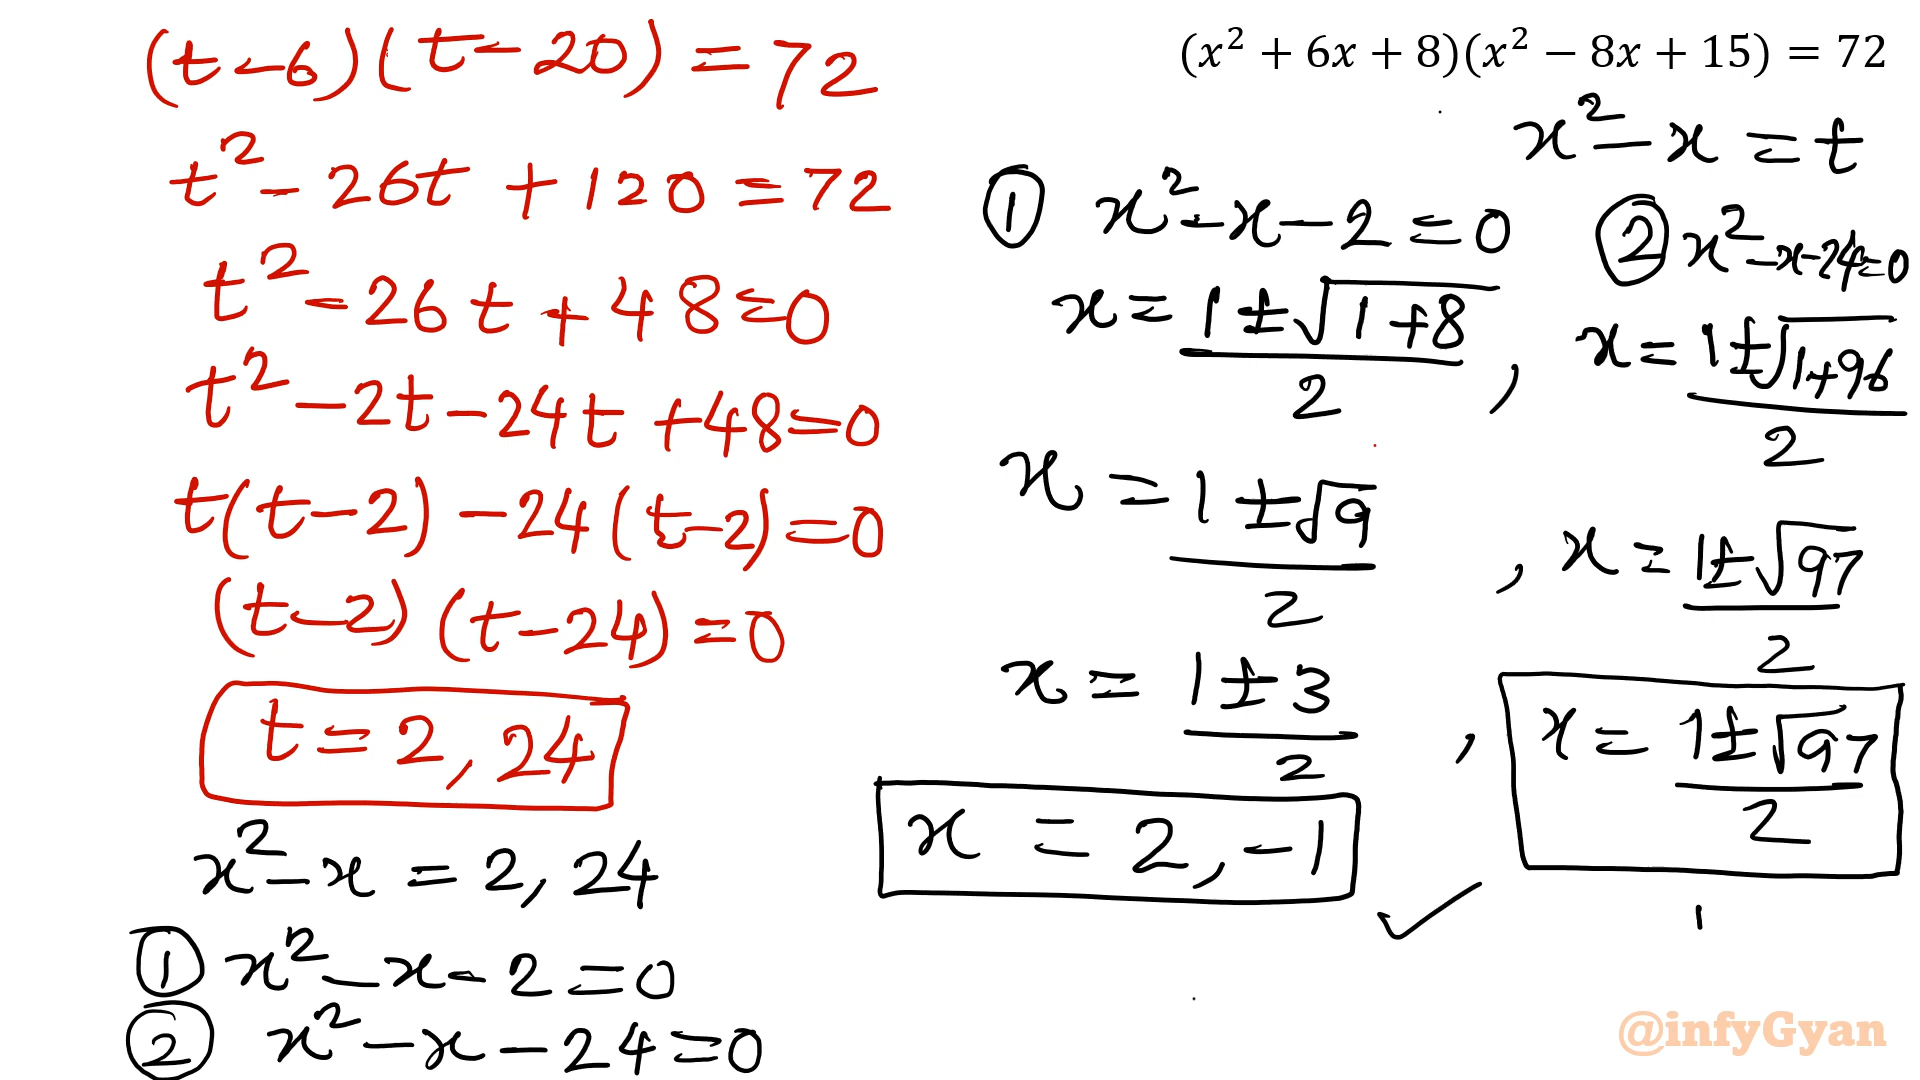 (t-6)(t-20)=72
t²-26t+120=72
t²-26t+48=0
t²-2t-24t+48=0
t(t-2)-24(t-2)=0
(t-2)(t-24)=0
t=2,24
x²-x=2,24
① x²-x-2=0
② x²-x-24=0
(x² + 6x + 8)(x² − 8x + 15) = 72
x²-x=t
① x²-x-2=0 ② x²-x-24=0
x=(1±√(1+8))/2 , x=(1±√(1+96))/2
x=(1±√9)/2 , x=(1±√97)/2
x=(1±3)/2 , x=(1±√97)/2
x=2,-1 ✓
@infyGyan